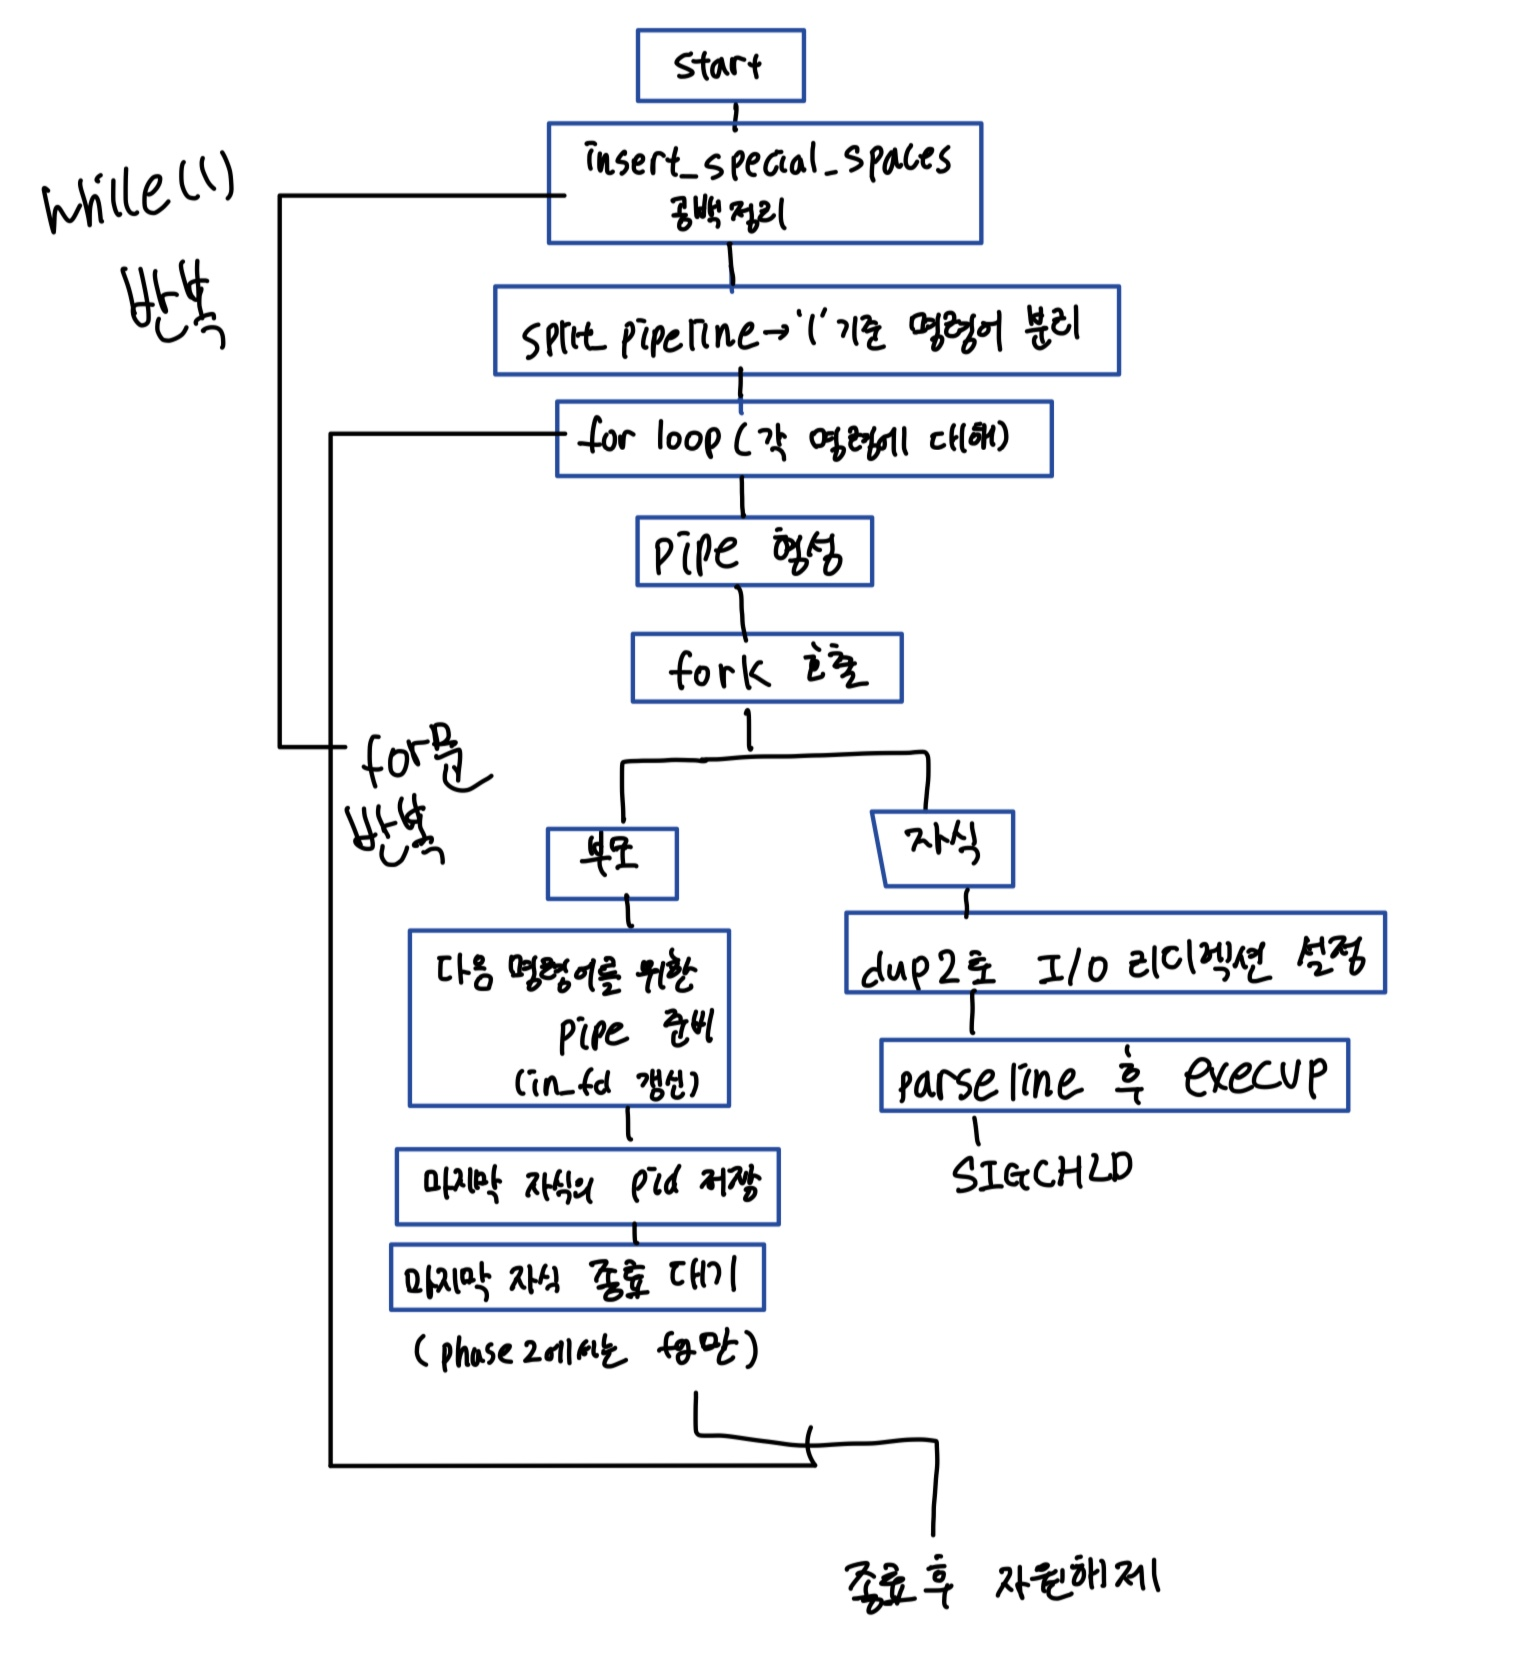 start
while(1)
반복
insert_special_spaces
공백정리
split pipeline→'|'기준 명령어 분리
for loop(각 명령에 대해)
pipe 형성
fork 호출
for문
반복
부모
자식
다음 명령어를 위한
pipe 준비
(in_fd 갱신)
dup2로 I/O 리디렉션 설정
parseline 후 execvp
SIGCHLD
마지막 자식의 pid 저장
마지막 자식 종료 대기
(phase2에서는 fg만)
종료 후 자원해제